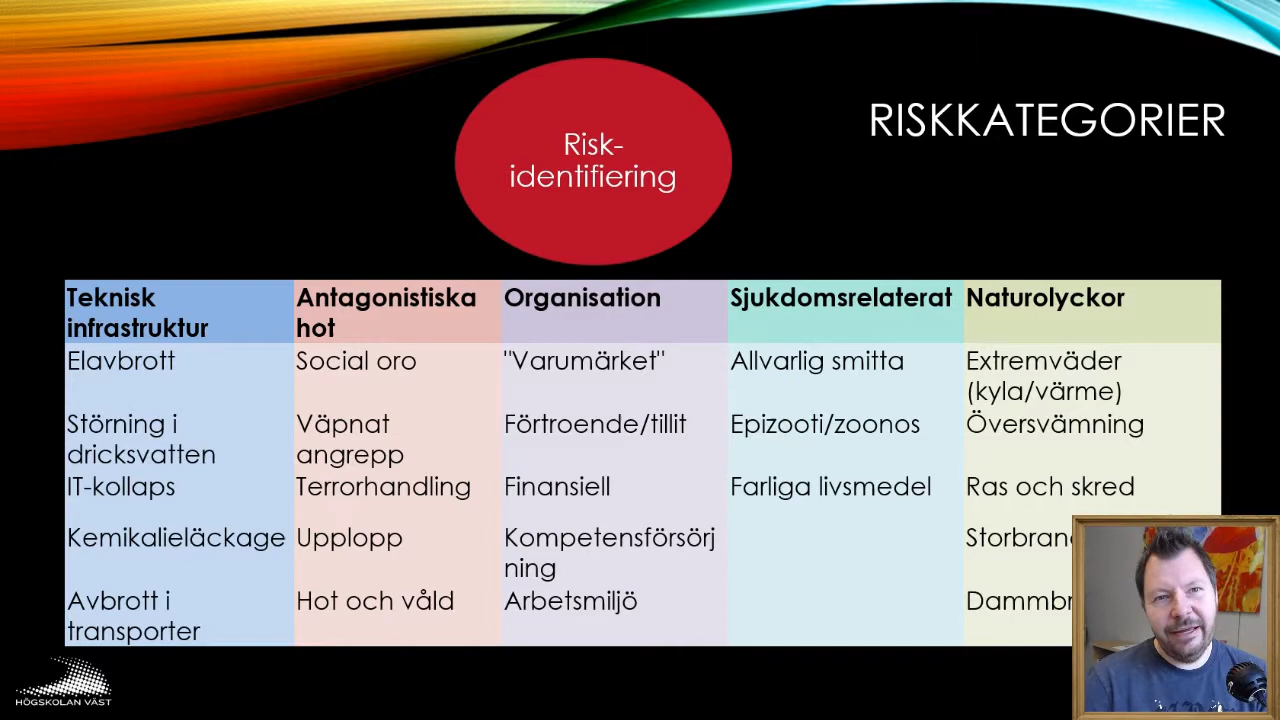 RISKKATEGORIER
Risk-
identifiering
Teknisk
infrastruktur
Antagonistiska
hot
Organisation
Sjukdomsrelaterat
Naturolyckor
Elavbrott
Social oro
"Varumärket"
Allvarlig smitta
Extremväder
(kyla/värme)
Störning i
dricksvatten
Väpnat
angrepp
Förtroende/tillit
Epizooti/zoonos
Översvämning
IT-kollaps
Terrorhandling
Finansiell
Farliga livsmedel
Ras och skred
Kemikalieläckage
Upplopp
Kompetensförsörj
ning
Avbrott i
transporter
Hot och våld
Arbetsmiljö
HÖGSKOLAN VÄST